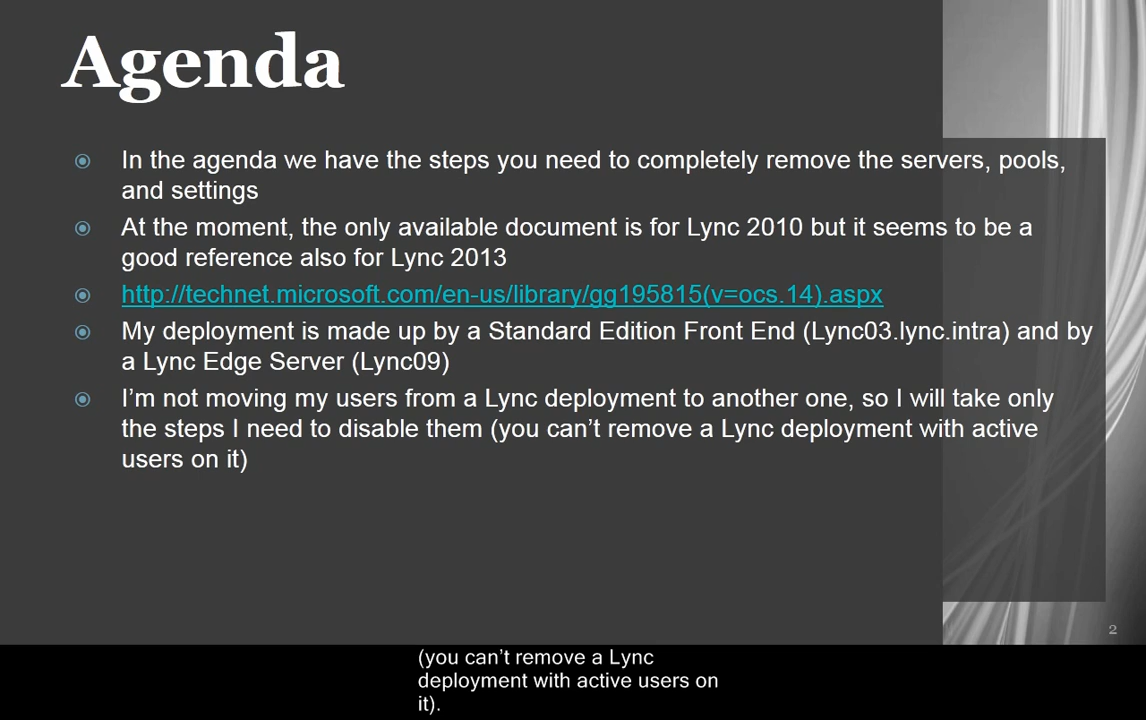 Agenda
In the agenda we have the steps you need to completely remove the servers, pools,
and settings
At the moment, the only available document is for Lync 2010 but it seems to be a
good reference also for Lync 2013
http://technet.microsoft.com/en-us/library/gg195815(v=ocs.14).aspx
My deployment is made up by a Standard Edition Front End (Lync03.lync.intra) and by
a Lync Edge Server (Lync09)
I’m not moving my users from a Lync deployment to another one, so I will take only
the steps I need to disable them (you can’t remove a Lync deployment with active
users on it)
2
(you can’t remove a Lync
deployment with active users on
it).